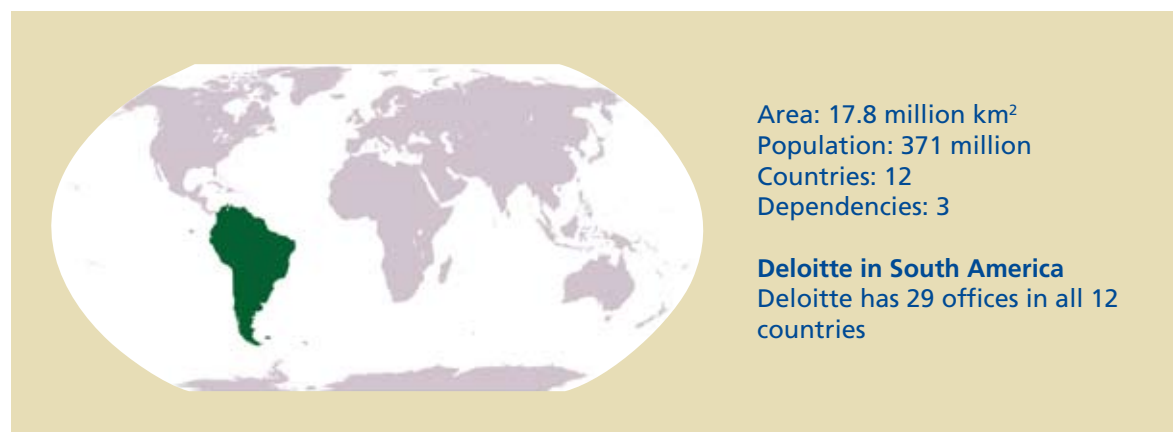 Area: 17.8 million km²
Population: 371 million
Countries: 12
Dependencies: 3
Deloitte in South America
Deloitte has 29 offices in all 12
countries